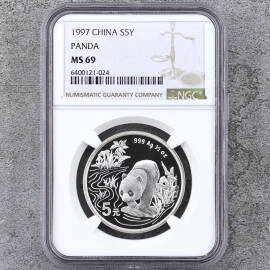 1997 CHINA S5Y
PANDA
MS 69
6400121-024
NUMISMATIC GUARANTY COMPANY
NGC
.999 Ag ½ oz
5元